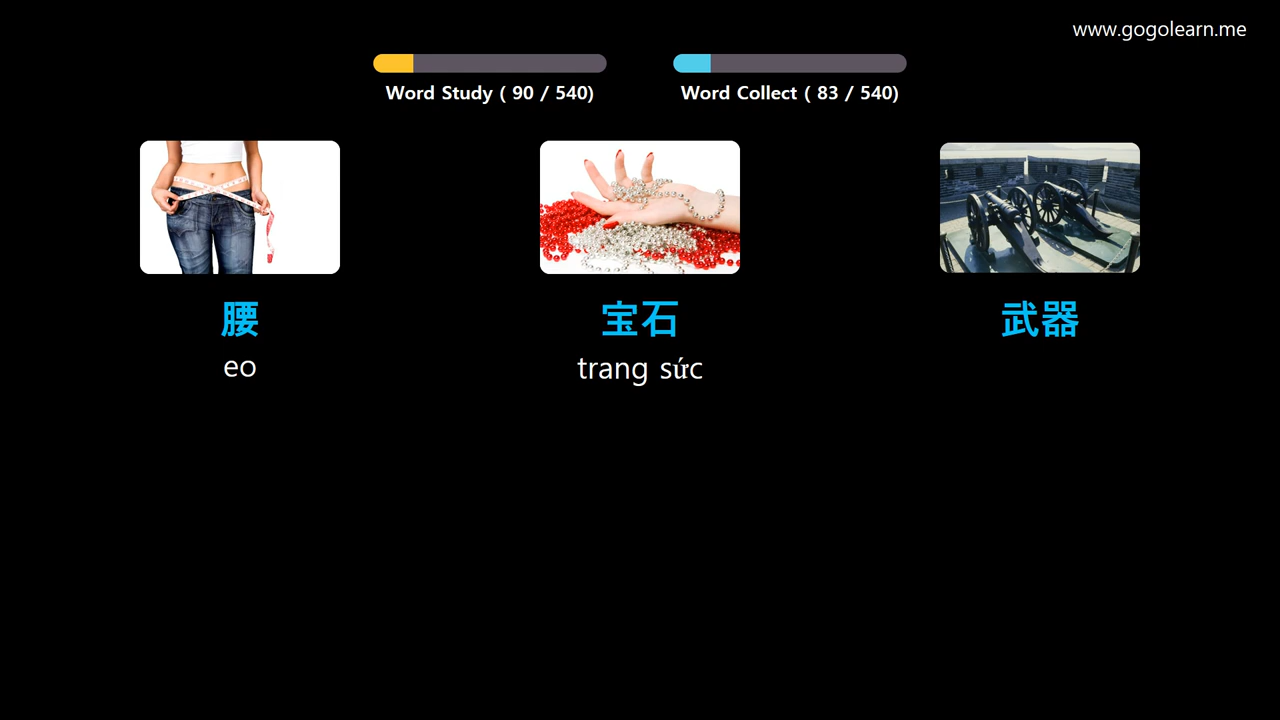 www.gogolearn.me
Word Study ( 90 / 540)
Word Collect ( 83 / 540)
腰
宝石
武器
eo
trang sức